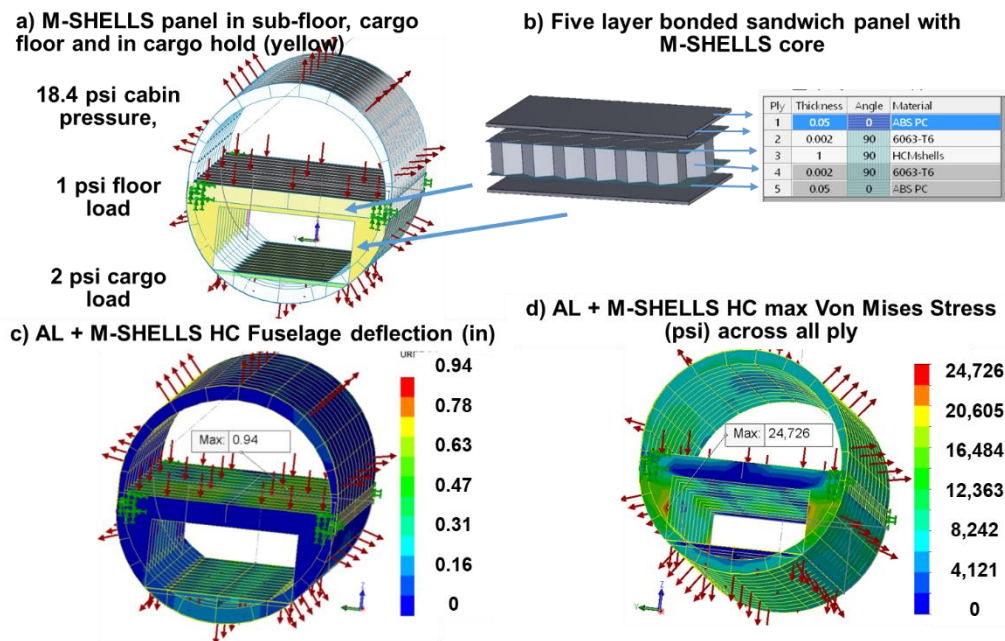 a) M-SHELLS panel in sub-floor, cargo
floor and in cargo hold (yellow)
18.4 psi cabin
pressure,
1 psi floor
load
2 psi cargo
load
b) Five layer bonded sandwich panel with
M-SHELLS core
Ply Thickness Angle Material
1 0.05 0 ABS PC
2 0.002 90 6063-T6
3 1 90 HCMshells
4 0.002 90 6063-T6
5 0.05 0 ABS PC
c) AL + M-SHELLS HC Fuselage deflection (in)
0.94
0.78
0.63
0.47
0.31
0.16
0
Max: 0.94
d) AL + M-SHELLS HC max Von Mises Stress
(psi) across all ply
24,726
20,605
16,484
12,363
8,242
4,121
0
Max: 24,726